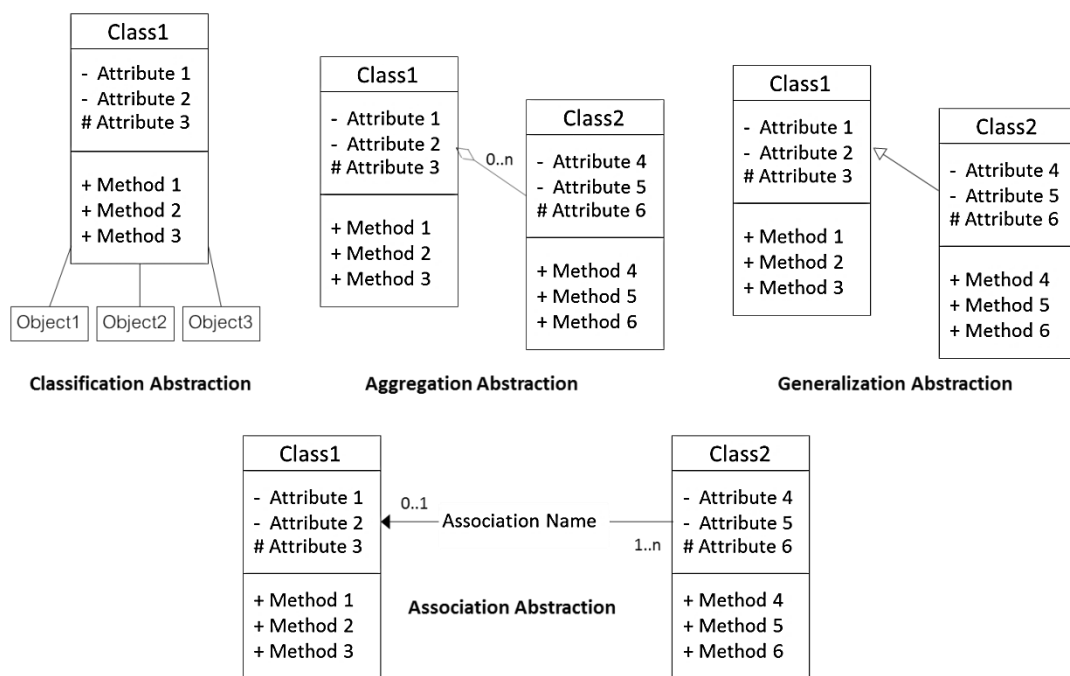 Class1
- Attribute 1
- Attribute 2
# Attribute 3
+ Method 1
+ Method 2
+ Method 3
Object1
Object2
Object3
Classification Abstraction
Class1
- Attribute 1
- Attribute 2
# Attribute 3
+ Method 1
+ Method 2
+ Method 3
0..n
Class2
- Attribute 4
- Attribute 5
# Attribute 6
+ Method 4
+ Method 5
+ Method 6
Aggregation Abstraction
Class1
- Attribute 1
- Attribute 2
# Attribute 3
+ Method 1
+ Method 2
+ Method 3
Class2
- Attribute 4
- Attribute 5
# Attribute 6
+ Method 4
+ Method 5
+ Method 6
Generalization Abstraction
Class1
- Attribute 1
- Attribute 2
# Attribute 3
+ Method 1
+ Method 2
+ Method 3
0..1
Association Name
1..n
Class2
- Attribute 4
- Attribute 5
# Attribute 6
+ Method 4
+ Method 5
+ Method 6
Association Abstraction